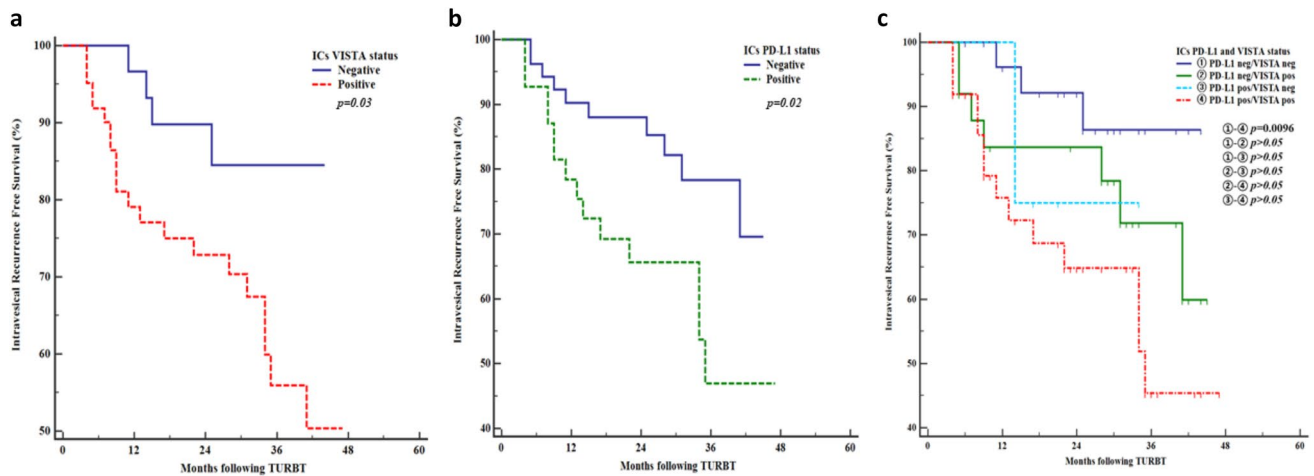 a
ICs VISTA status
Negative
Positive
p=0.03
100
90
80
70
60
50
0
12
24
36
48
60
Intravesical Recurrence Free Survival (%)
Months following TURBT
b
ICs PD-L1 status
Negative
Positive
p=0.02
100
90
80
70
60
50
40
0
12
24
36
48
60
Intravesical Recurrence Free Survival (%)
Months following TURBT
c
ICs PD-L1 and VISTA status
① PD-L1 neg/VISTA neg
② PD-L1 neg/VISTA pos
③ PD-L1 pos/VISTA neg
④ PD-L1 pos/VISTA pos
①-④ p=0.0096
①-② p>0.05
①-③ p>0.05
②-③ p>0.05
②-④ p>0.05
③-④ p>0.05
100
90
80
70
60
50
40
0
12
24
36
48
60
Intravesical Recurrence Free Survival (%)
Months following TURBT